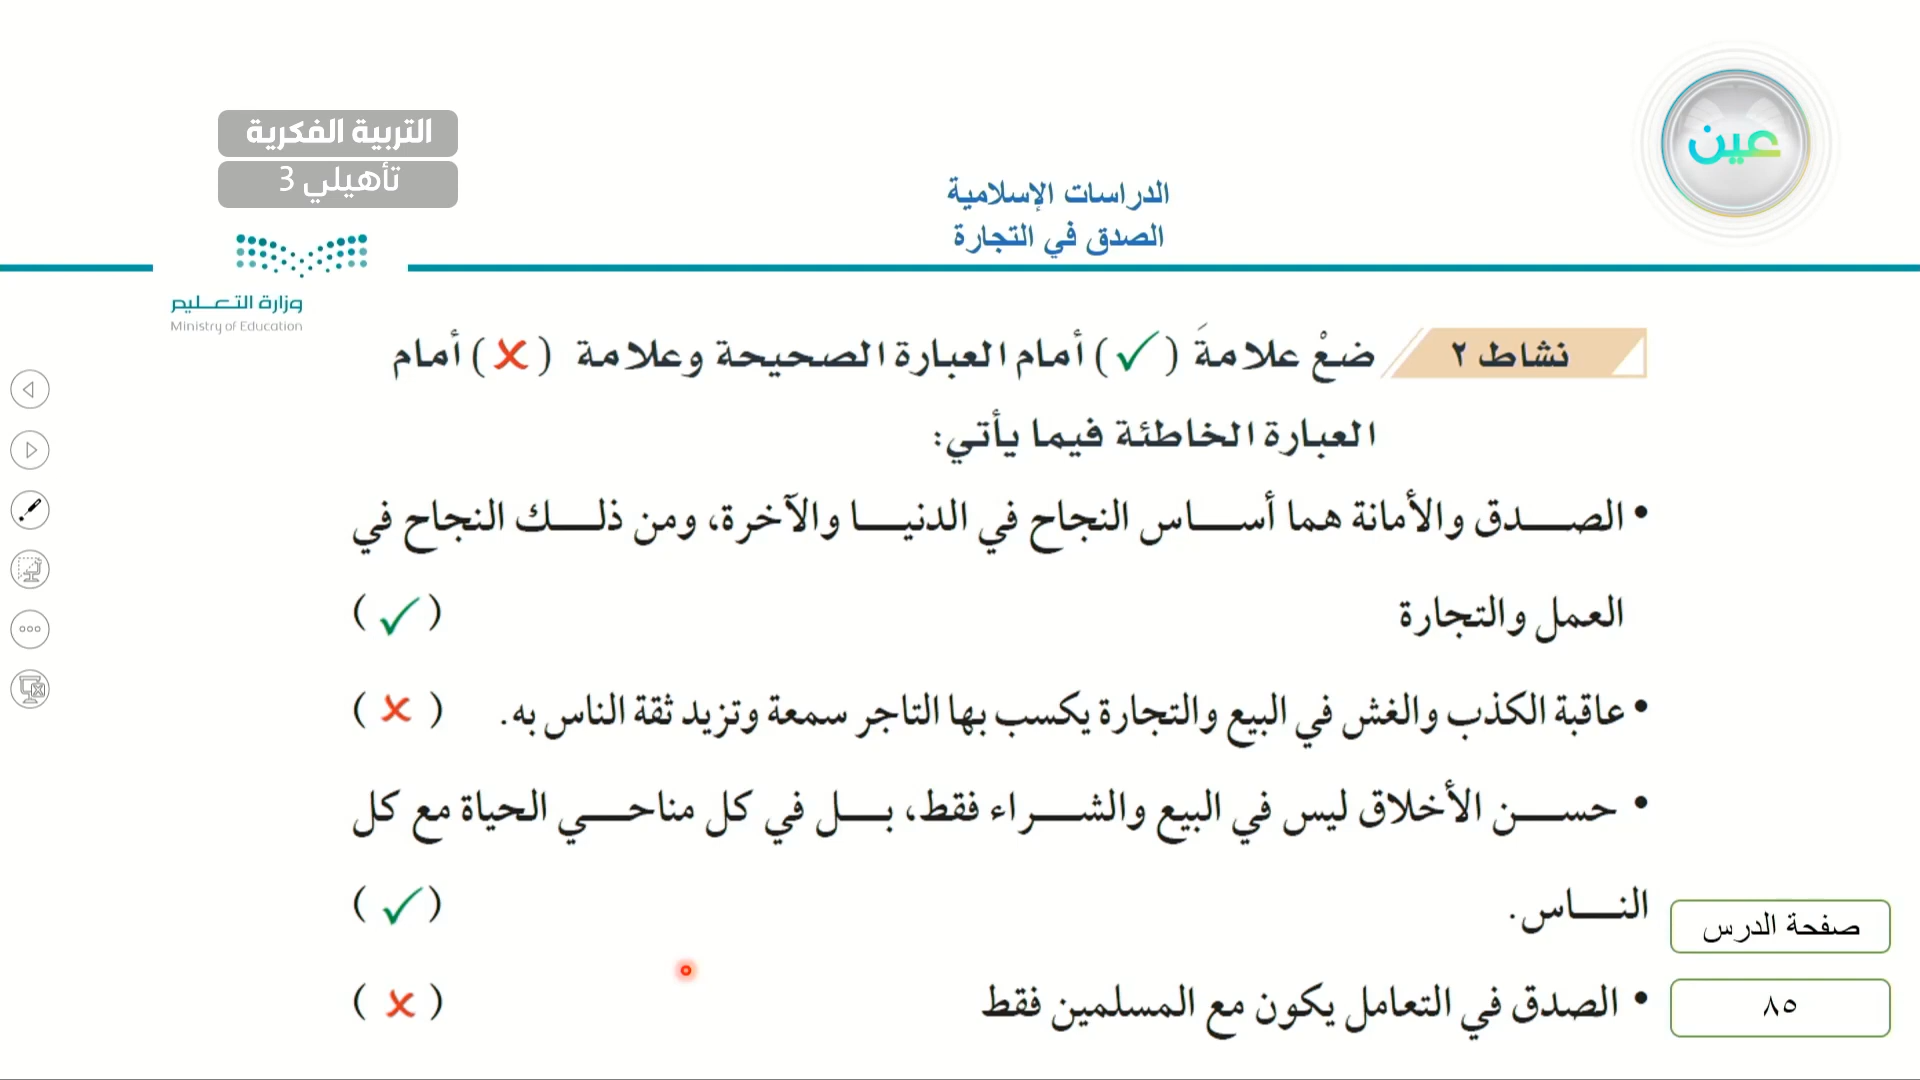 عين
التربية الفكرية
تأهيلي 3
الدراسات الإسلامية
الصدق في التجارة
وزارة التعليم
Ministry of Education
نشاط ٢
ضعْ علامةَ (✓) أمام العبارة الصحيحة وعلامة (✗) أمام
العبارة الخاطئة فيما يأتي:
• الصدق والأمانة هما أساس النجاح في الدنيا والآخرة، ومن ذلك النجاح في
العمل والتجارة (✓)
• عاقبة الكذب والغش في البيع والتجارة يكسب بها التاجر سمعة وتزيد ثقة الناس به. (✗)
• حسن الأخلاق ليس في البيع والشراء فقط، بل في كل مناحي الحياة مع كل
الناس. (✓)
• الصدق في التعامل يكون مع المسلمين فقط (✗)
صفحة الدرس
٨٥